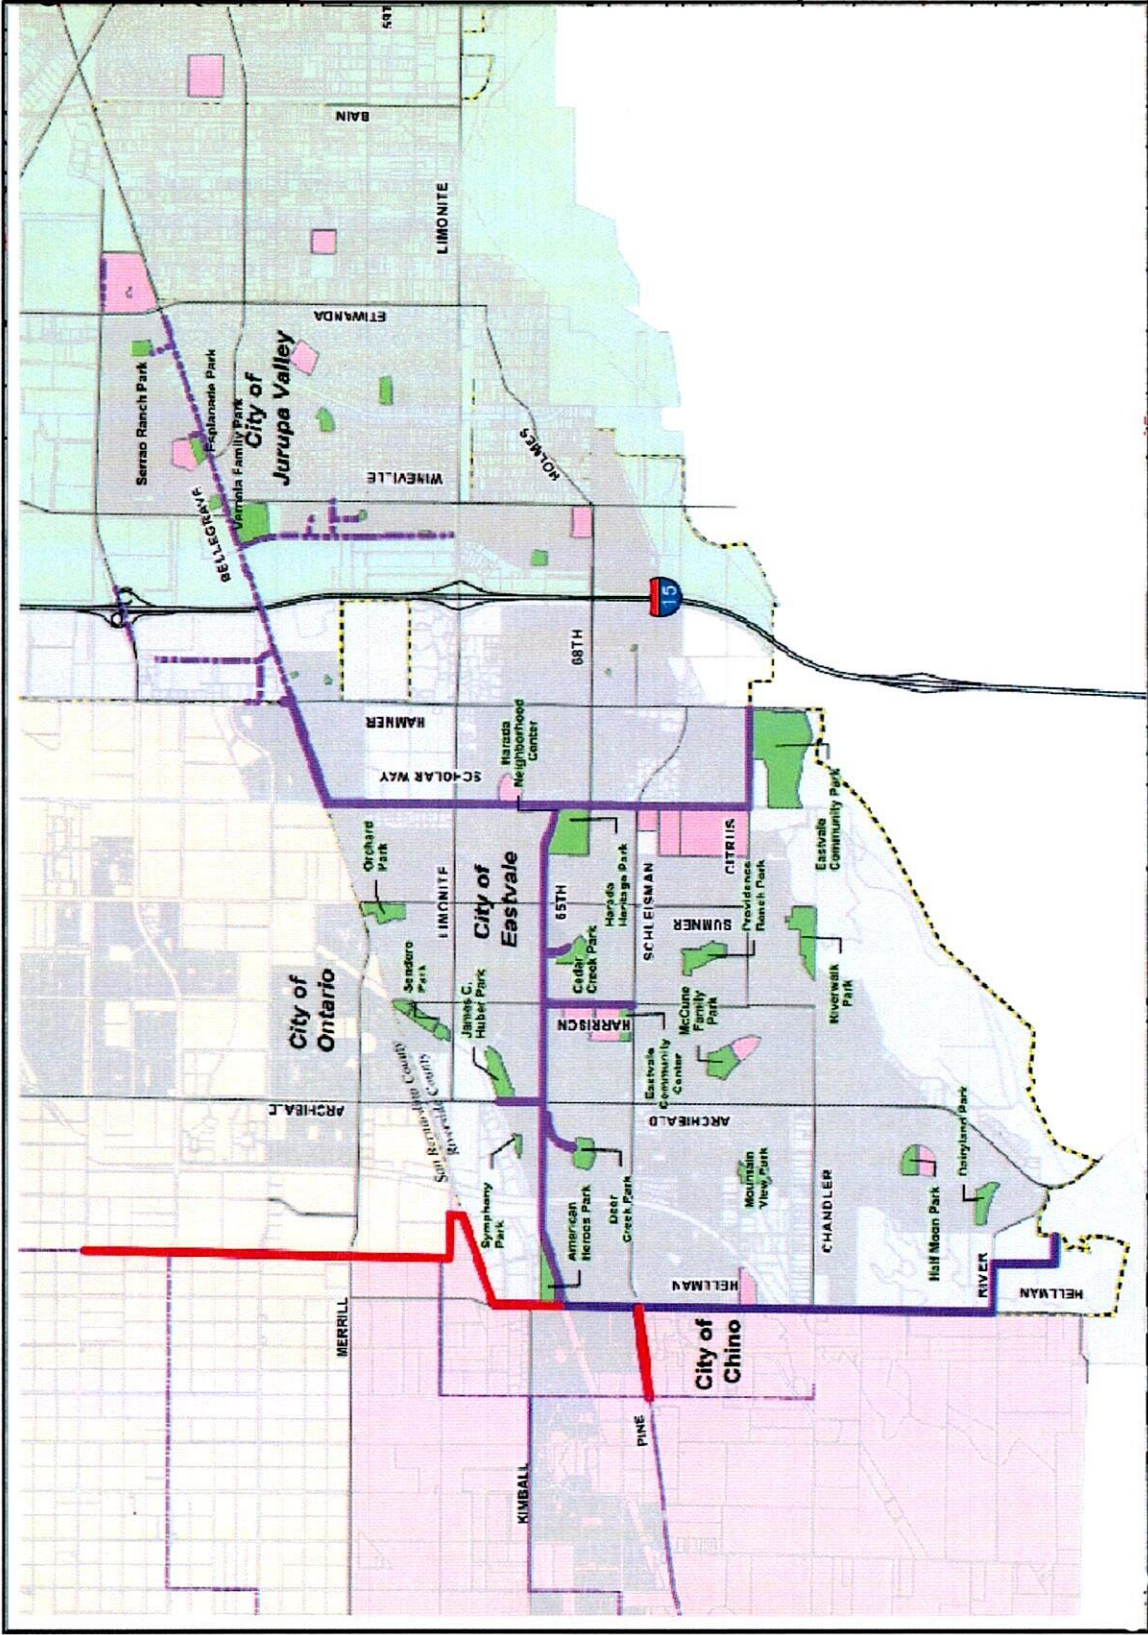 BAIN
LIMONITE
ETIWANDA
Serrao Ranch Park
Esplanade Park
Vernola Family Park
City of
Jurupa Valley
WINEVILLE
HOLMES
BELLEGRAVE
15
68TH
HAMNER
SCHOLAR WAY
Harada
Neighborhood
Center
Orchard
Park
LIMONITE
City of
Eastvale
65TH
Harada
Heritage Park
SCHLEISMAN
CITRUS
SUMNER
Providence
Ranch Park
Eastvale
Community Park
Riverwalk
Park
City of
Ontario
Sendero
Park
James C.
Huber Park
Cedar
Creek Park
HARRISON
McCune
Family
Park
Eastvale
Community
Center
San Bernardino County
Riverside County
ARCHIBALD
ARCHIBALD
Symphony
Park
American
Heroes Park
Deer
Creek Park
Mountain
View Park
CHANDLER
Half Moon Park
Dairyland Park
HELLMAN
RIVER
HELLMAN
MERRILL
City of
Chino
PINE
KIMBALL